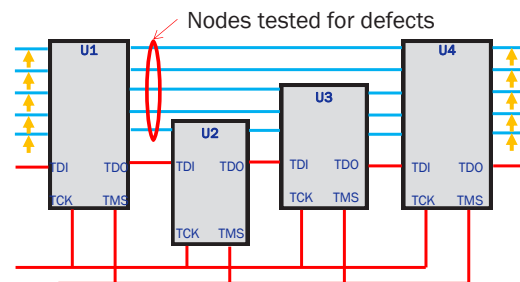 Nodes tested for defects
U1
U4
U3
U2
TDI TDO
TDI TDO
TDI TDO
TDI TDO
TCK TMS
TCK TMS
TCK TMS
TCK TMS